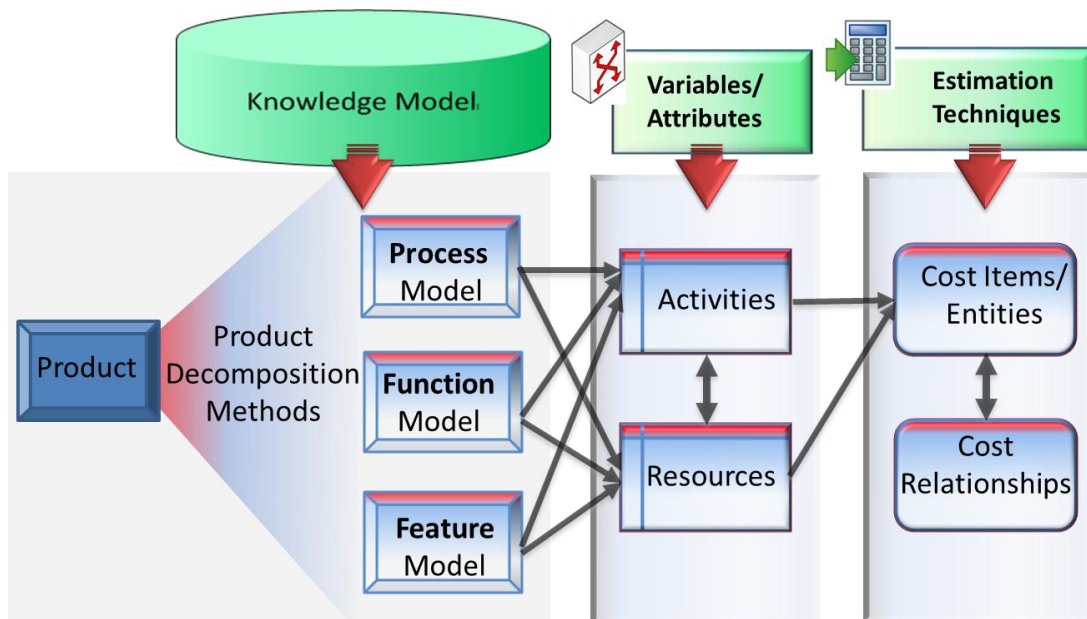 Knowledge Model
Variables/
Attributes
Estimation
Techniques
Product
Product
Decomposition
Methods
Process
Model
Function
Model
Feature
Model
Activities
Resources
Cost Items/
Entities
Cost
Relationships